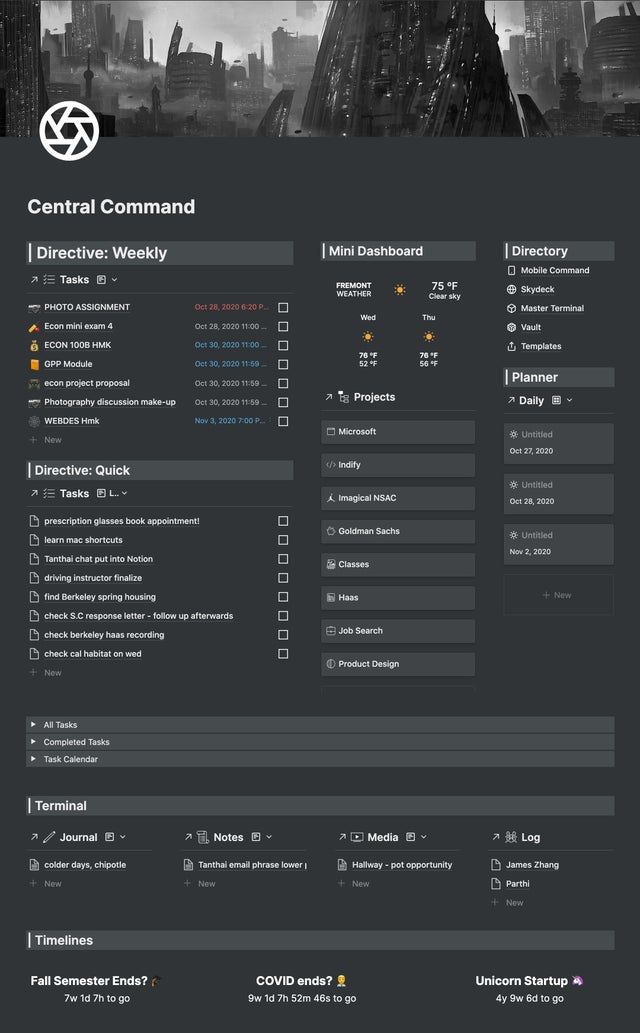 Central Command
Directive: Weekly
Tasks
PHOTO ASSIGNMENT Oct 28, 2020 6:20 P...
Econ mini exam 4 Oct 28, 2020 11:00 ...
ECON 100B HMK Oct 30, 2020 11:00 ...
GPP Module Oct 30, 2020 11:59 ...
econ project proposal Oct 30, 2020 11:59 ...
Photography discussion make-up Oct 30, 2020 11:59 ...
WEBDES Hmk Nov 3, 2020 7:00 P...
+ New
Directive: Quick
Tasks L..
prescription glasses book appointment!
learn mac shortcuts
Tanthai chat put into Notion
driving instructor finalize
find Berkeley spring housing
check S.C response letter - follow up afterwards
check berkeley haas recording
check cal habitat on wed
+ New
Mini Dashboard
FREMONT
WEATHER
75 °F
Clear sky
Wed Thu
76 °F 76 °F
52 °F 56 °F
Projects
Microsoft
Indify
Imagical NSAC
Goldman Sachs
Classes
Haas
Job Search
Product Design
Directory
Mobile Command
Skydeck
Master Terminal
Vault
Templates
Planner
Daily
Untitled
Oct 27, 2020
Untitled
Oct 28, 2020
Untitled
Nov 2, 2020
+ New
All Tasks
Completed Tasks
Task Calendar
Terminal
Journal
colder days, chipotle
+ New
Notes
Tanthai email phrase lower
+ New
Media
Hallway - pot opportunity
+ New
Log
James Zhang
Parthi
+ New
Timelines
Fall Semester Ends? 🎓
7w 1d 7h to go
COVID ends? 👨‍⚕️
9w 1d 7h 52m 46s to go
Unicorn Startup 🦄
4y 9w 6d to go